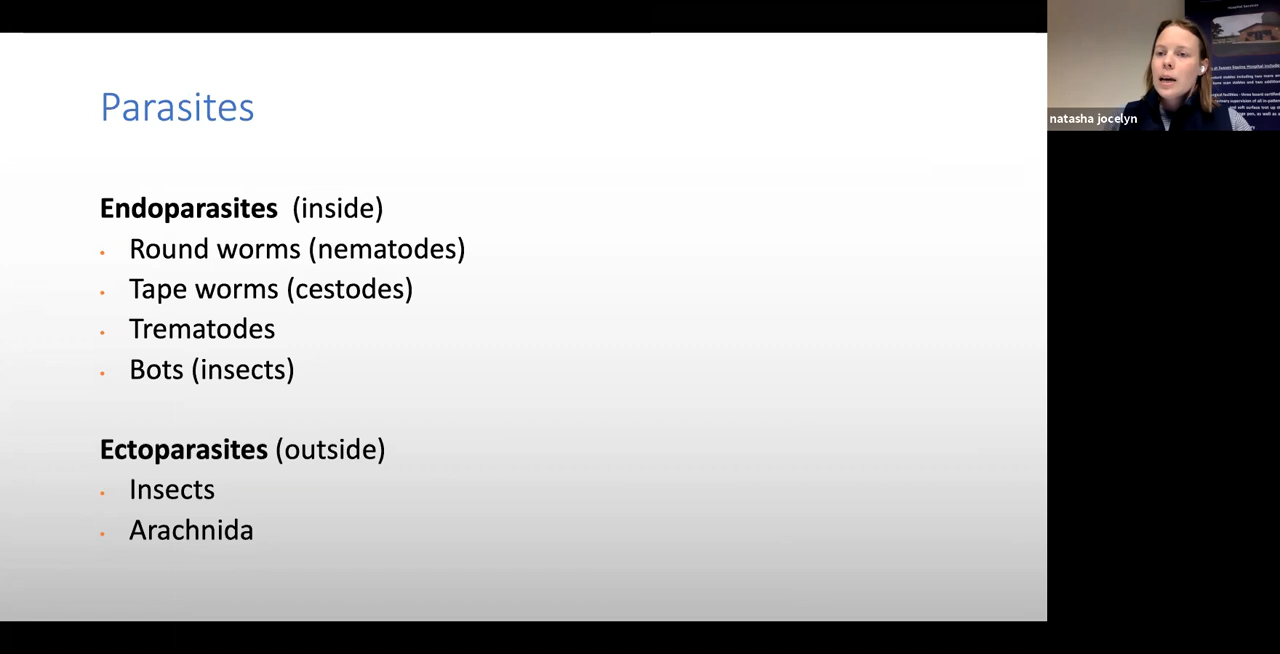 Parasites
Endoparasites (inside)
Round worms (nematodes)
Tape worms (cestodes)
Trematodes
Bots (insects)
Ectoparasites (outside)
Insects
Arachnida
natasha jocelyn